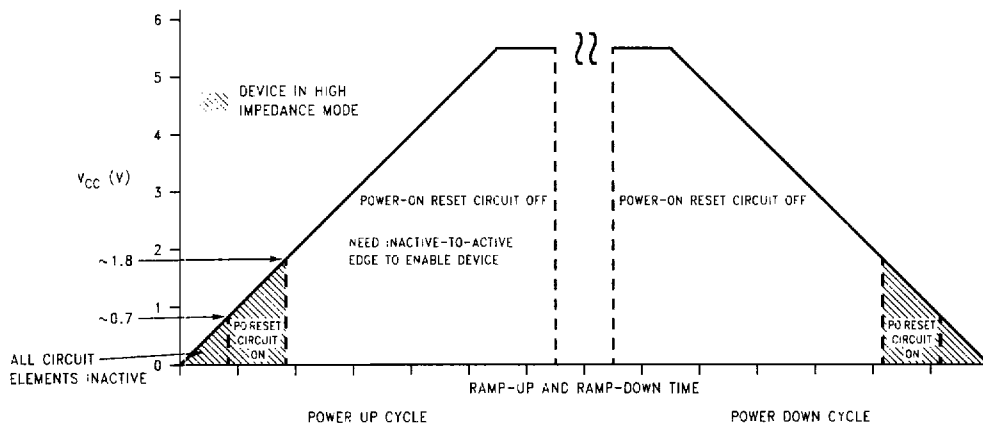 6
5
4
3
2
1
0
DEVICE IN HIGH
IMPEDANCE MODE
VCC (V)
POWER-ON RESET CIRCUIT OFF
POWER-ON RESET CIRCUIT OFF
NEED INACTIVE-TO-ACTIVE
EDGE TO ENABLE DEVICE
~1.8
~0.7
PO RESET
CIRCUIT
ON
PO RESET
CIRCUIT
ON
ALL CIRCUIT
ELEMENTS INACTIVE
RAMP-UP AND RAMP-DOWN TIME
POWER UP CYCLE
POWER DOWN CYCLE